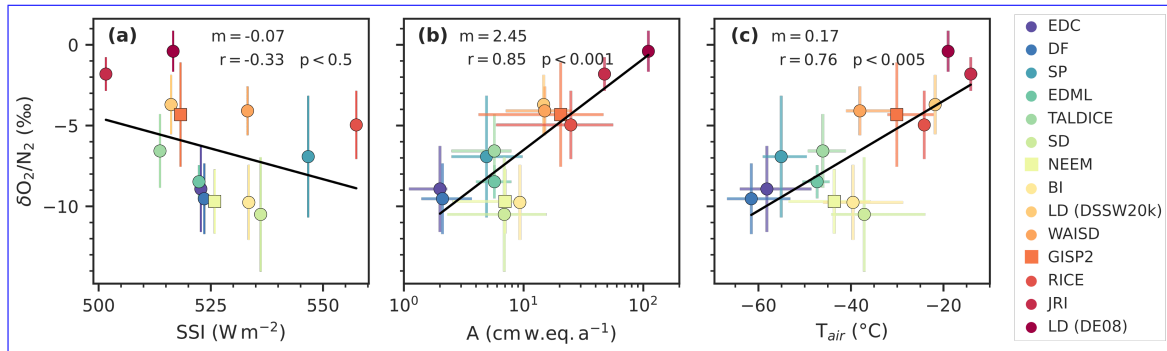 (a)
m = -0.07
r = -0.33 p < 0.5
(b)
m = 2.45
r = 0.85 p < 0.001
(c)
m = 0.17
r = 0.76 p < 0.005
δO₂/N₂ (‰)
0
−5
−10
500
525
550
SSI (W m⁻²)
10⁰
10¹
10²
A (cm w.eq. a⁻¹)
−60
−40
−20
T_air (°C)
EDC
DF
SP
EDML
TALDICE
SD
NEEM
BI
LD (DSSW20k)
WAISD
GISP2
RICE
JRI
LD (DE08)